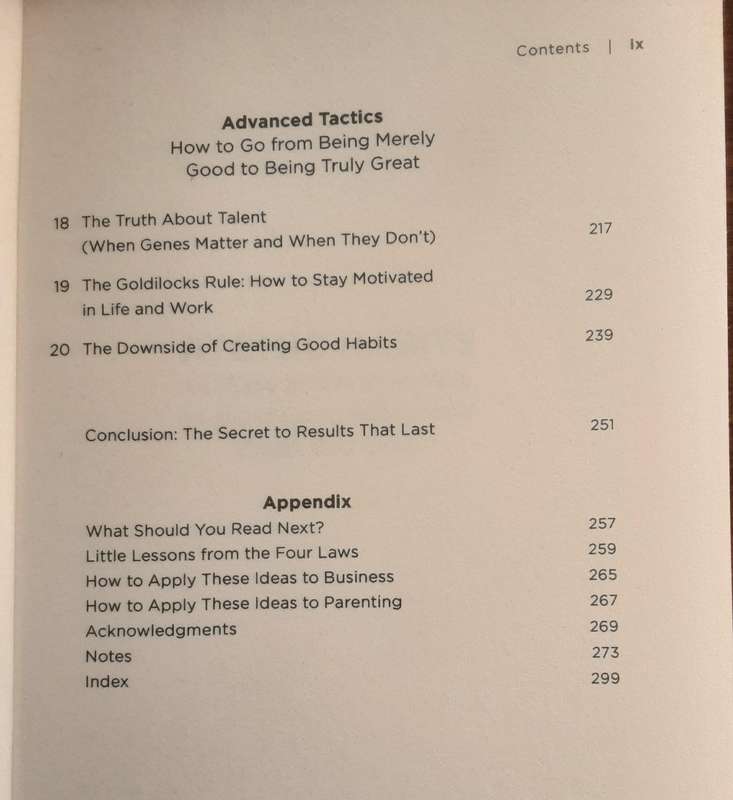 Contents | ix
Advanced Tactics
How to Go from Being Merely
Good to Being Truly Great
18 The Truth About Talent
(When Genes Matter and When They Don't) 217
19 The Goldilocks Rule: How to Stay Motivated
in Life and Work 229
20 The Downside of Creating Good Habits 239
Conclusion: The Secret to Results That Last 251
Appendix
What Should You Read Next? 257
Little Lessons from the Four Laws 259
How to Apply These Ideas to Business 265
How to Apply These Ideas to Parenting 267
Acknowledgments 269
Notes 273
Index 299